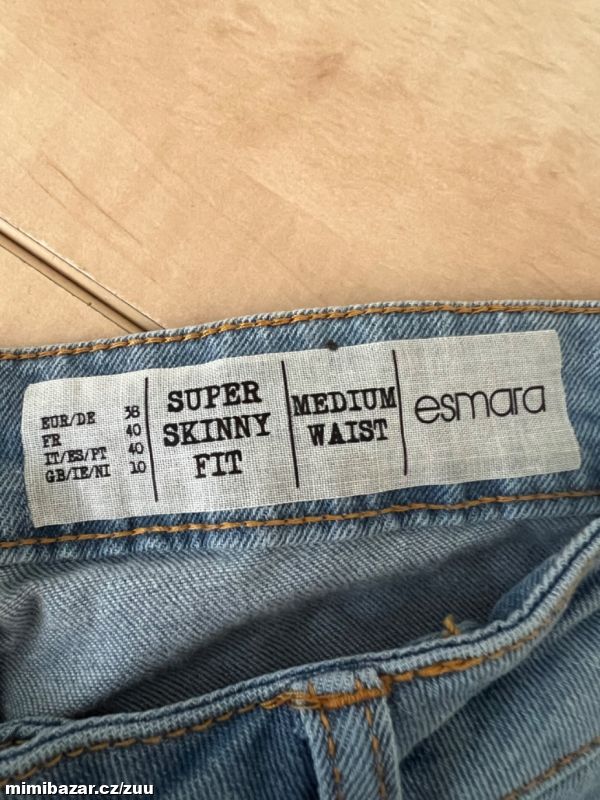 EUR/DE 38
FR 40
IT/ES/PT 40
GB/IE/NI 10
SUPER
SKINNY
FIT
MEDIUM
WAIST
esmara
mimibazar.cz/zuu